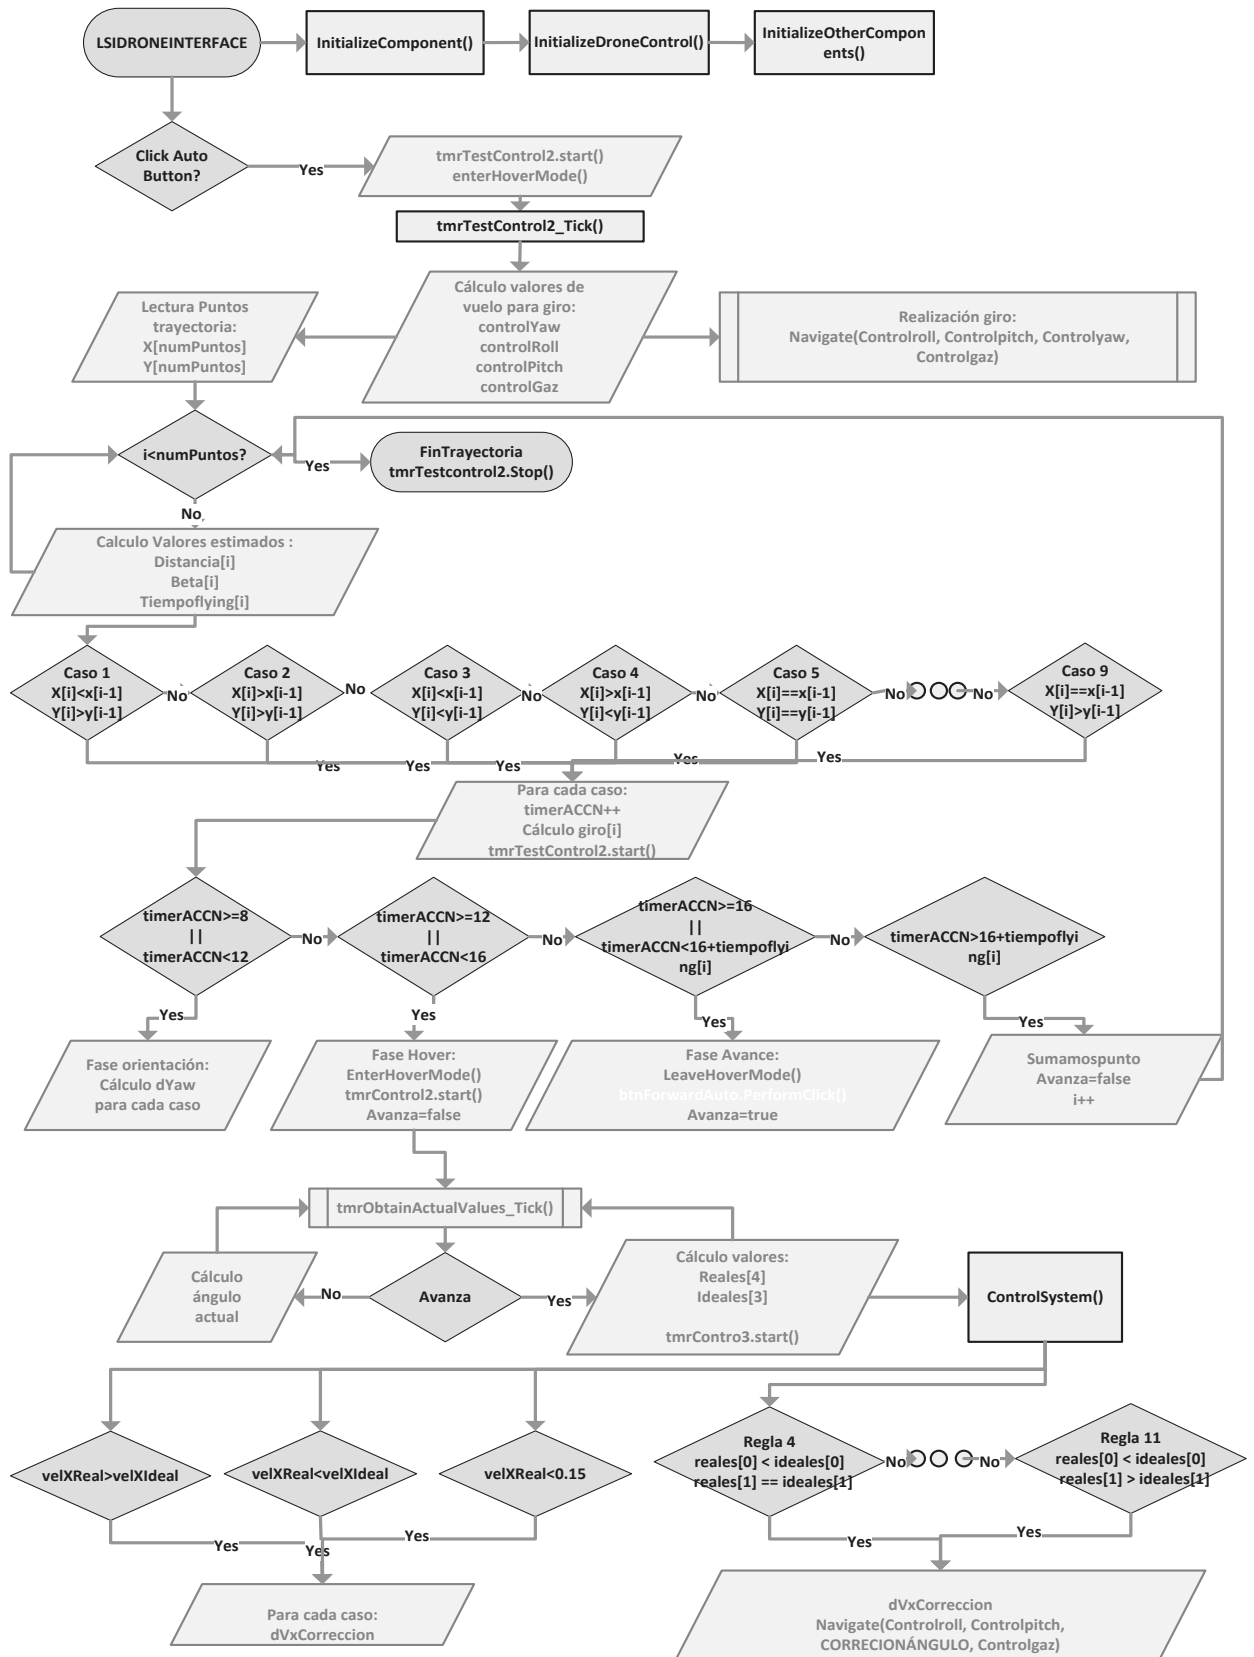 LSIDRONEINTERFACE
InitializeComponent()
InitializeDroneControl()
InitializeOtherCompon
ents()
Click Auto
Button?
Yes
tmrTestControl2.start()
enterHoverMode()
tmrTestControl2_Tick()
Lectura Puntos
trayectoria:
X[numPuntos]
Y[numPuntos]
Cálculo valores de
vuelo para giro:
controlYaw
controlRoll
controlPitch
controlGaz
Realización giro:
Navigate(Controlroll, Controlpitch, Controlyaw,
Controlgaz)
i<numPuntos?
Yes
FinTrayectoria
tmrTestcontrol2.Stop()
No
Calculo Valores estimados :
Distancia[i]
Beta[i]
Tiempoflying[i]
Caso 1
X[i]<x[i-1]
Y[i]>y[i-1]
No
Caso 2
X[i]>x[i-1]
Y[i]>y[i-1]
No
Caso 3
X[i]<x[i-1]
Y[i]<y[i-1]
No
Caso 4
X[i]>x[i-1]
Y[i]<y[i-1]
No
Caso 5
X[i]==x[i-1]
Y[i]==y[i-1]
No
No
Caso 9
X[i]==x[i-1]
Y[i]>y[i-1]
Yes
Yes
Yes
Yes
Yes
Para cada caso:
timerACCN++
Cálculo giro[i]
tmrTestControl2.start()
timerACCN>=8
||
timerACCN<12
No
timerACCN>=12
||
timerACCN<16
No
timerACCN>=16
||
timerACCN<16+tiempoflyi
ng[i]
No
timerACCN>16+tiempoflyi
ng[i]
Yes
Yes
Yes
Yes
Fase orientación:
Cálculo dYaw
para cada caso
Fase Hover:
EnterHoverMode()
tmrControl2.start()
Avanza=false
Fase Avance:
LeaveHoverMode()
btnForwardAuto.PerformClick()
Avanza=true
Sumamospunto
Avanza=false
i++
tmrObtainActualValues_Tick()
Cálculo
ángulo
actual
No
Avanza
Yes
Cálculo valores:
Reales[4]
Ideales[3]
tmrContro3.start()
ControlSystem()
velXReal>velXIdeal
velXReal<velXIdeal
velXReal<0.15
Regla 4
reales[0] < ideales[0]
reales[1] == ideales[1]
No
No
Regla 11
reales[0] < ideales[0]
reales[1] > ideales[1]
Yes
Yes
Yes
Yes
Yes
Para cada caso:
dVxCorreccion
dVxCorreccion
Navigate(Controlroll, Controlpitch,
CORRECIONÁNGULO, Controlgaz)